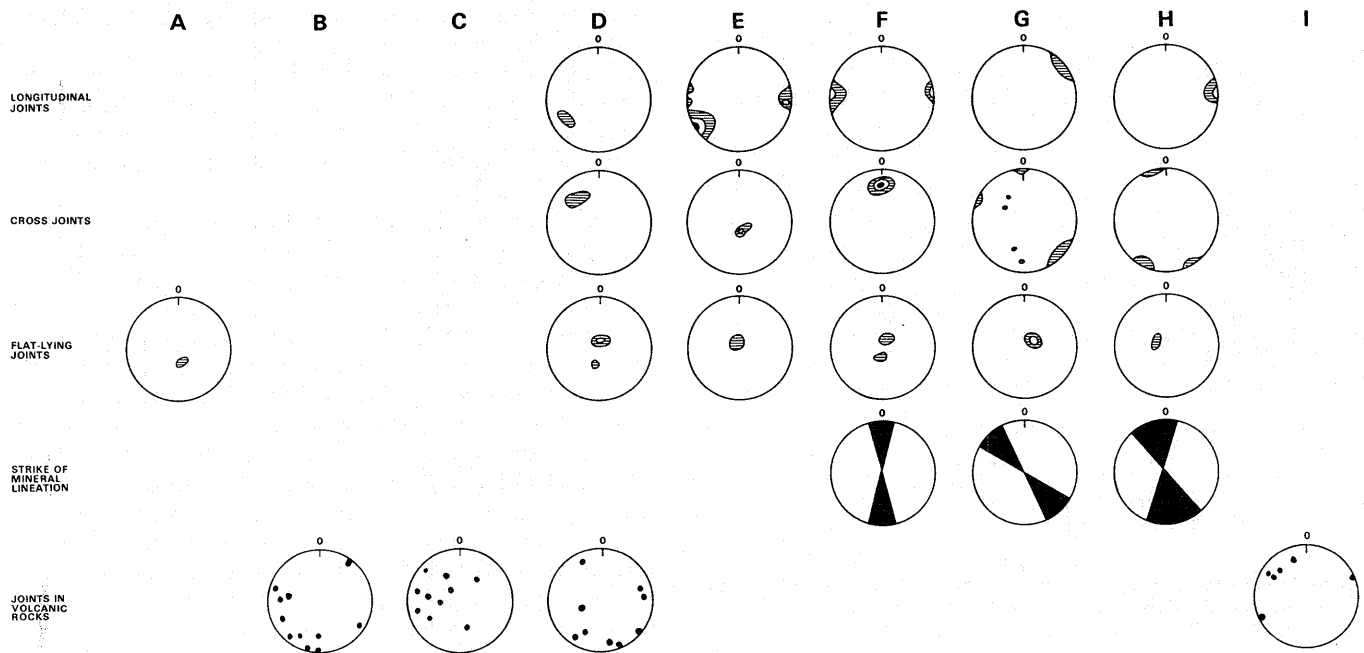 A B C D E F G H I
0 0 0 0 0
LONGITUDINAL
JOINTS
0 0 0 0 0
CROSS JOINTS
0 0 0 0 0 0
FLAT-LYING
JOINTS
0 0 0
STRIKE OF
MINERAL
LINEATION
0 0 0 0
JOINTS IN
VOLCANIC
ROCKS